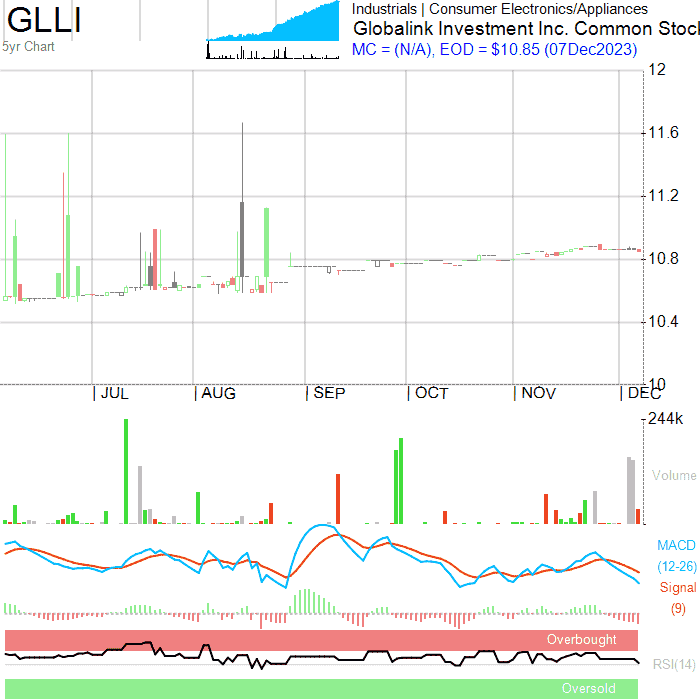 GLLI
5yr Chart
Industrials | Consumer Electronics/Appliances
Globalink Investment Inc. Common Stoc
MC = (N/A), EOD = $10.85 (07Dec2023)
12
11.6
11.2
10.8
10.4
10
JUL
AUG
SEP
OCT
NOV
DEC
244k
Volume
MACD
(12-26)
Signal
(9)
Overbought
RSI(14)
Oversold